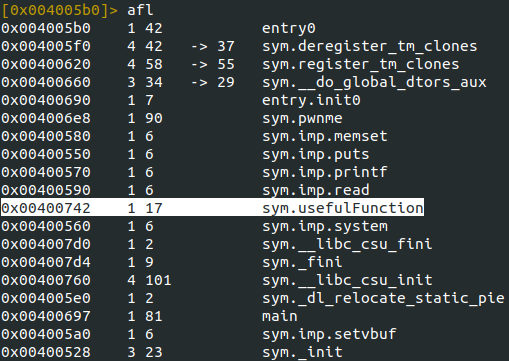 [0x004005b0]> afl
0x004005b0 1 42 entry0
0x004005f0 4 42 -> 37 sym.deregister_tm_clones
0x00400620 4 58 -> 55 sym.register_tm_clones
0x00400660 3 34 -> 29 sym.__do_global_dtors_aux
0x00400690 1 7 entry.init0
0x004006e8 1 90 sym.pwnme
0x00400580 1 6 sym.imp.memset
0x00400550 1 6 sym.imp.puts
0x00400570 1 6 sym.imp.printf
0x00400590 1 6 sym.imp.read
0x00400742 1 17 sym.usefulFunction
0x00400560 1 6 sym.imp.system
0x004007d0 1 2 sym.__libc_csu_fini
0x004007d4 1 9 sym._fini
0x00400760 4 101 sym.__libc_csu_init
0x004005e0 1 2 sym._dl_relocate_static_pie
0x00400697 1 81 main
0x004005a0 1 6 sym.imp.setvbuf
0x00400528 3 23 sym._init